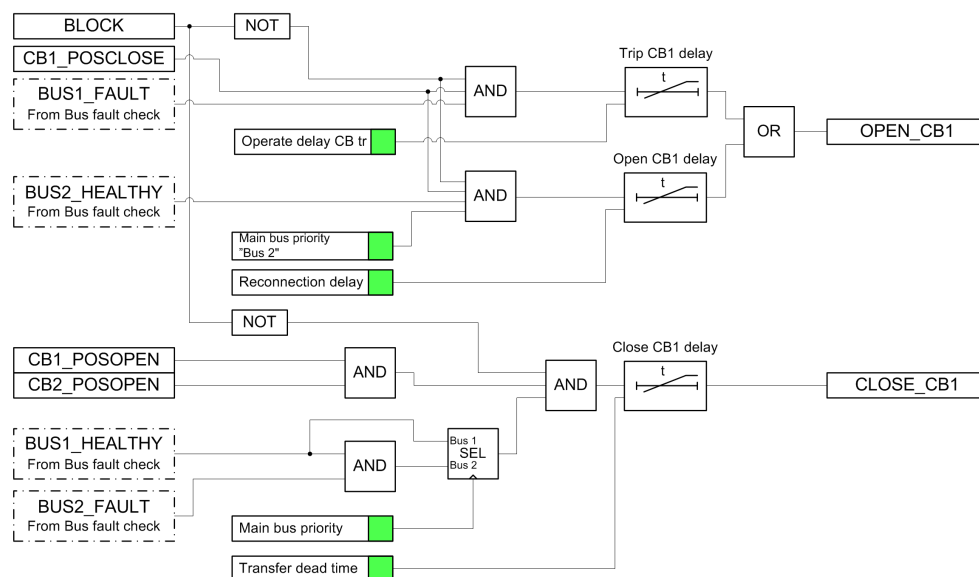 BLOCK
NOT
CB1_POSCLOSE
BUS1_FAULT
From Bus fault check
AND
Trip CB1 delay
t
Operate delay CB tr
OR
OPEN_CB1
BUS2_HEALTHY
From Bus fault check
AND
Open CB1 delay
t
Main bus priority
"Bus 2"
Reconnection delay
NOT
CB1_POSOPEN
CB2_POSOPEN
AND
AND
Close CB1 delay
t
CLOSE_CB1
BUS1_HEALTHY
From Bus fault check
AND
Bus 1
SEL
Bus 2
BUS2_FAULT
From Bus fault check
Main bus priority
Transfer dead time